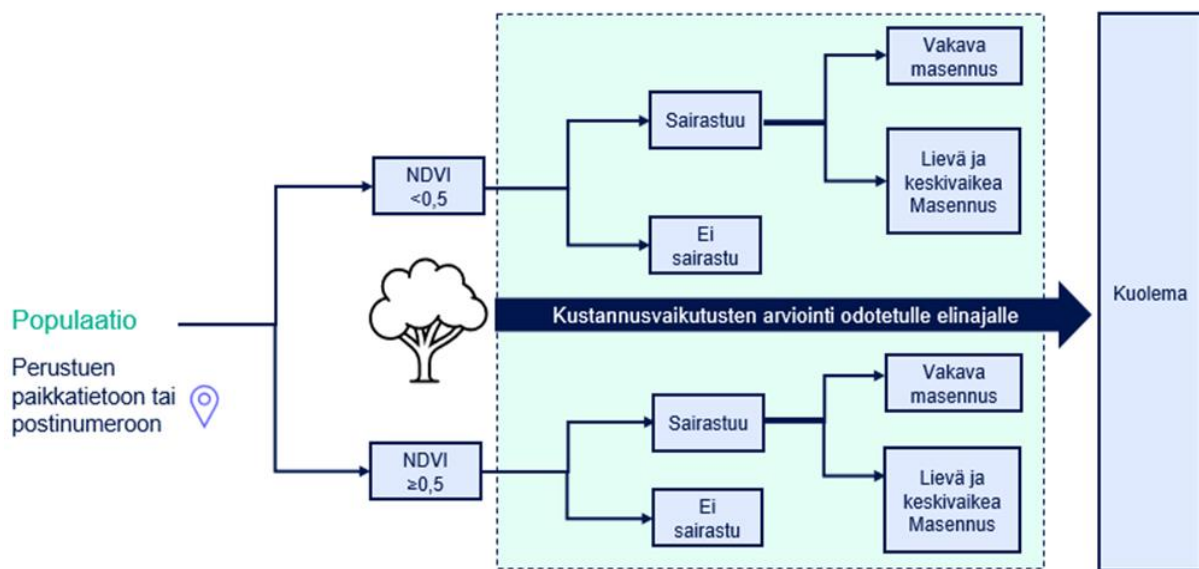 Populaatio
Perustuen
paikkatietoon tai
postinumeroon
NDVI
<0,5
Sairastuu
Vakava
masennus
Lievä ja
keskivaikea
Masennus
Ei
sairastu
Kustannusvaikutusten arviointi odotetulle elinajalle
NDVI
≥0,5
Sairastuu
Vakava
masennus
Lievä ja
keskivaikea
Masennus
Ei
sairastu
Kuolema